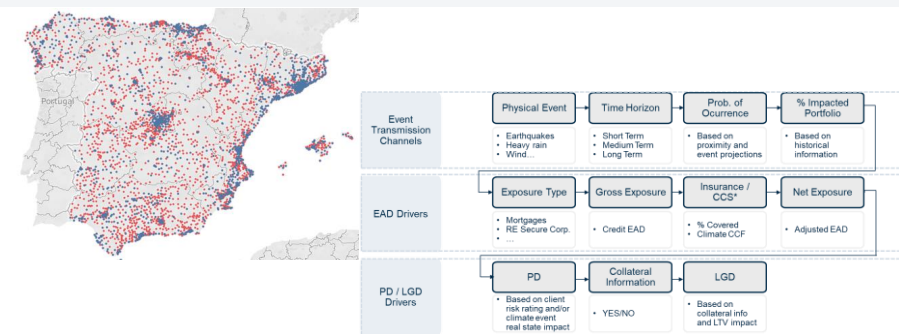 Portugal
Event
Transmission
Channels
Physical Event
Time Horizon
Prob. of
Ocurrence
% Impacted
Portfolio
• Earthquakes
• Heavy rain
• Wind...
• Short Term
• Medium Term
• Long Term
• Based on
proximity and
event projections
• Based on
historical
information
EAD Drivers
Exposure Type
Gross Exposure
Insurance /
CCS*
Net Exposure
• Mortgages
• RE Secure Corp.
• ...
• Credit EAD
• % Covered
• Climate CCF
• Adjusted EAD
PD / LGD
Drivers
PD
Collateral
Information
LGD
• Based on client
risk rating and/or
climate event
real state impact
• YES/NO
• Based on
collateral info
and LTV impact